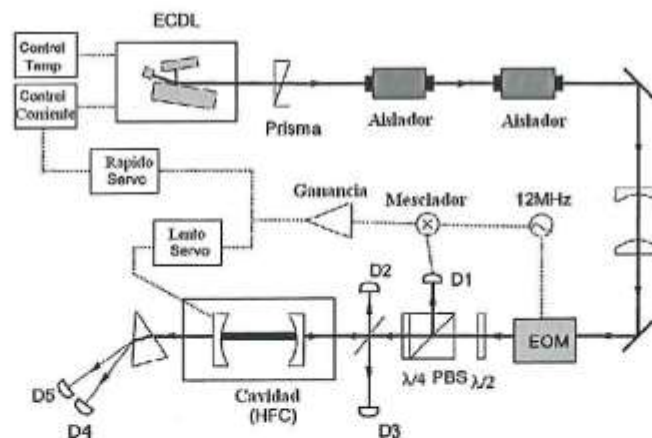 ECDL
Control
Temp
Control
Corriente
Prisma
Aislador
Aislador
Rapido
Servo
Ganancia
Mesclador
12MHz
Lento
Servo
D2
D1
EOM
λ/4 PBS λ/2
D5
D4
Cavidad
(HFC)
D3